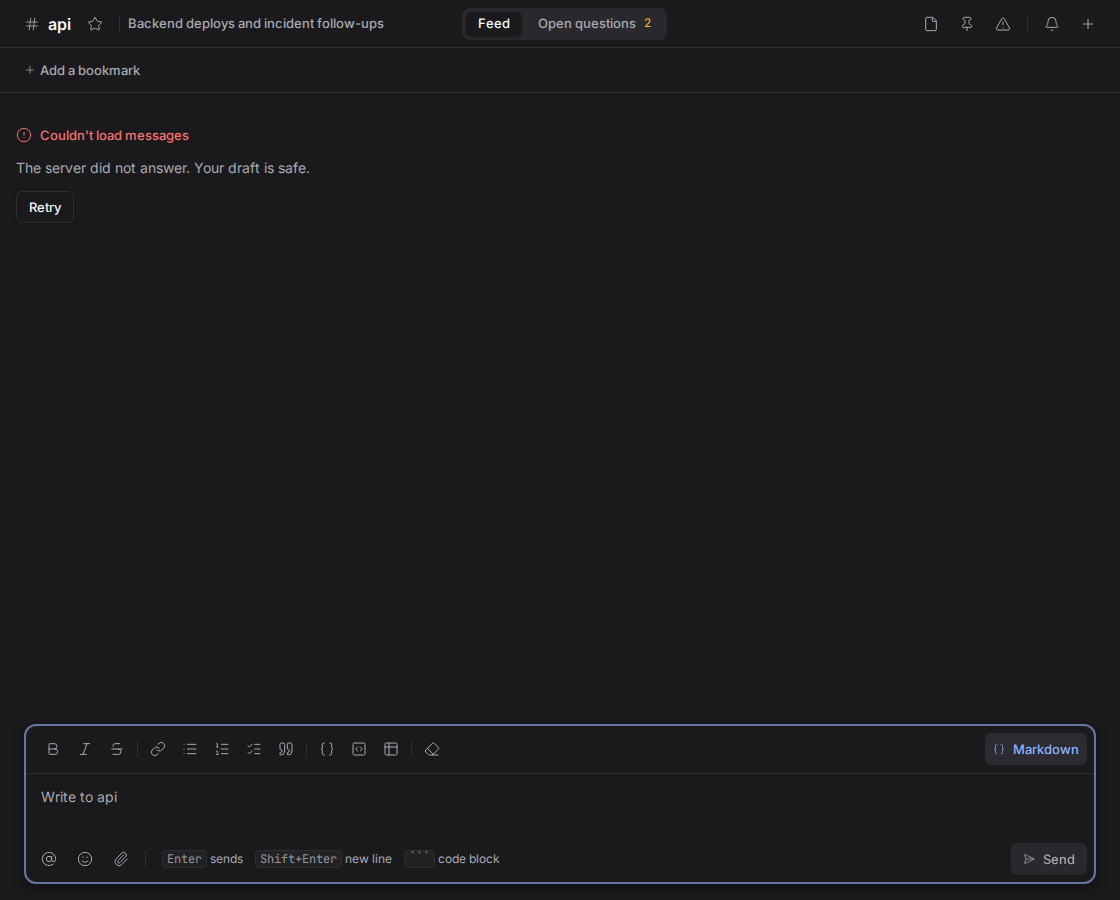 # api
Backend deploys and incident follow-ups
Feed
Open questions 2
+ Add a bookmark
Couldn't load messages
The server did not answer. Your draft is safe.
Retry
{} Markdown
Write to api
Enter sends Shift+Enter new line ``` code block
Send